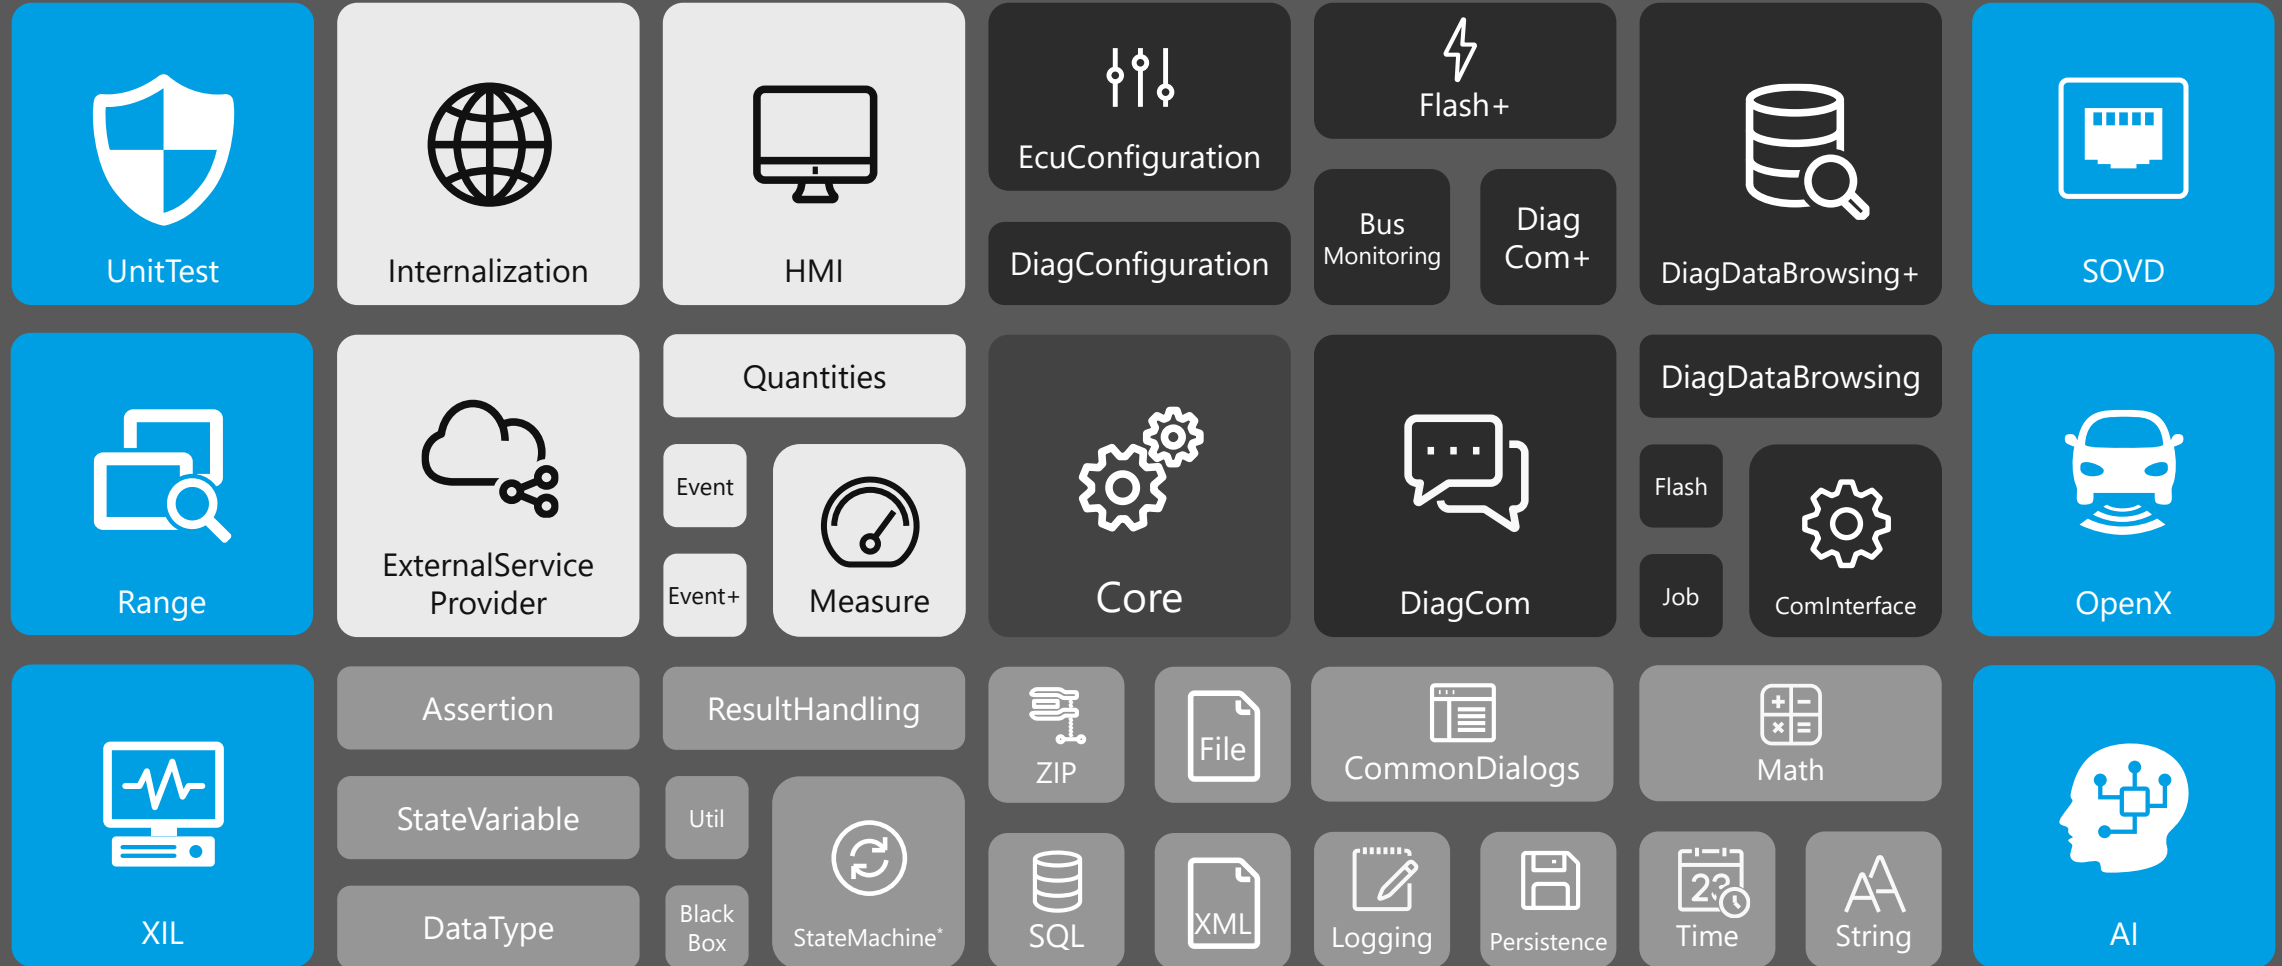 UnitTest
Internalization
HMI
EcuConfiguration
DiagConfiguration
Flash+
Bus
Monitoring
Diag
Com+
DiagDataBrowsing+
SOVD
Range
ExternalService
Provider
Quantities
Event
Event+
Measure
Core
DiagCom
DiagDataBrowsing
Flash
Job
ComInterface
OpenX
XIL
Assertion
StateVariable
DataType
ResultHandling
Util
Black
Box
StateMachine*
ZIP
File
SQL
XML
CommonDialogs
Logging
Persistence
Math
23
Time
String
AI